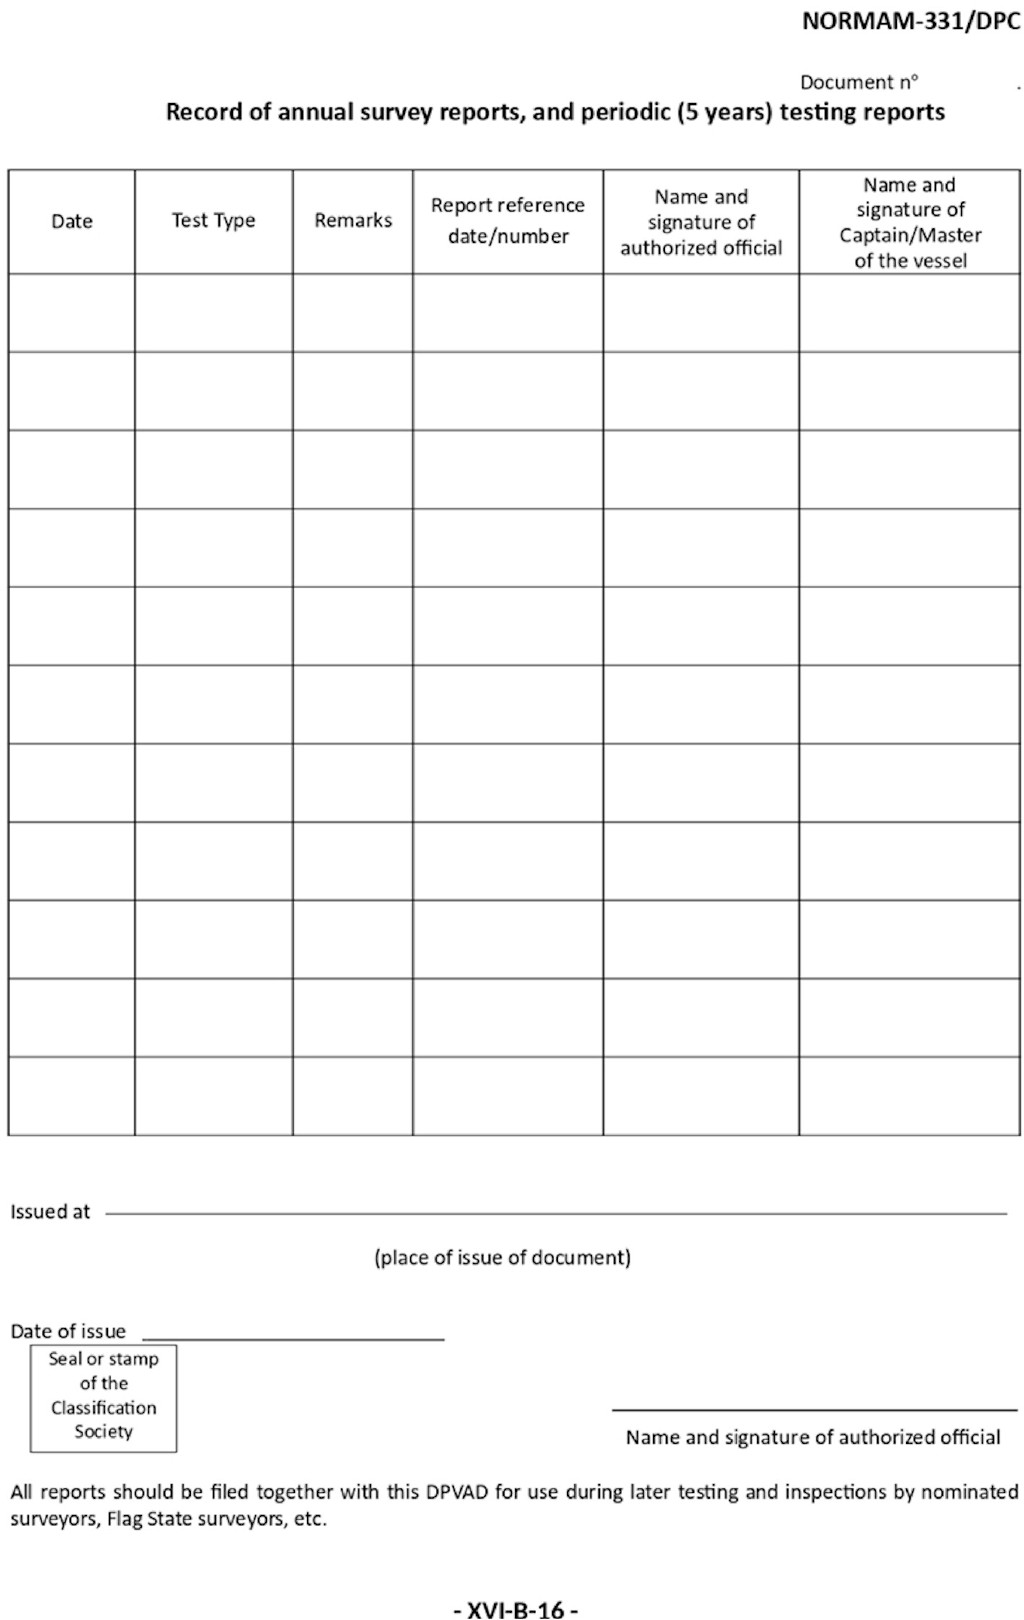 NORMAM-331/DPC
Document n° .
Record of annual survey reports, and periodic (5 years) testing reports
Date
Test Type
Remarks
Report reference
date/number
Name and
signature of
authorized official
Name and
signature of
Captain/Master
of the vessel
Issued at
(place of issue of document)
Date of issue
Seal or stamp
of the
Classification
Society
Name and signature of authorized official
All reports should be filed together with this DPVAD for use during later testing and inspections by nominated
surveyors, Flag State surveyors, etc.
- XVI-B-16 -